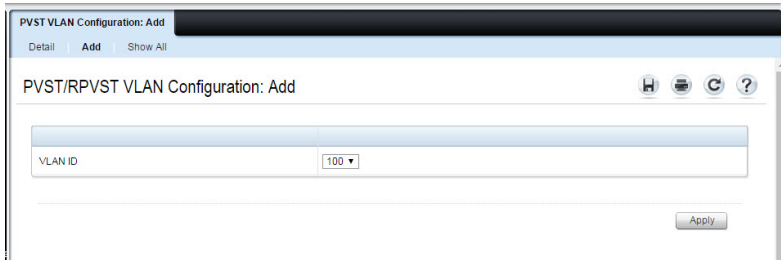 PVST VLAN Configuration: Add
Detail Add Show All
PVST/RPVST VLAN Configuration: Add
VLAN ID 100
Apply